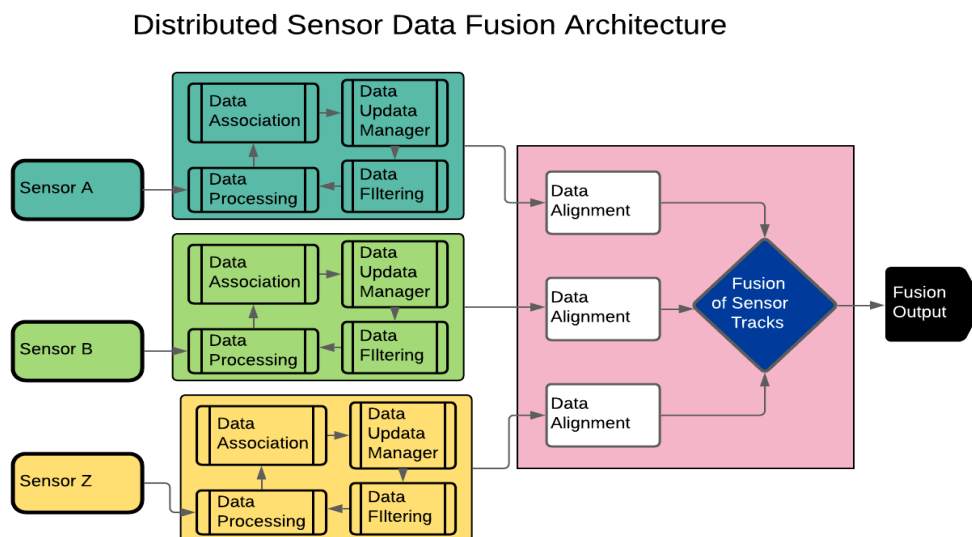 Distributed Sensor Data Fusion Architecture
Sensor A
Data
Association
Data
Updata
Manager
Data
Processing
Data
FIltering
Sensor B
Data
Association
Data
Updata
Manager
Data
Processing
Data
FIltering
Sensor Z
Data
Association
Data
Updata
Manager
Data
Processing
Data
FIltering
Data
Alignment
Data
Alignment
Data
Alignment
Fusion
of Sensor
Tracks
Fusion
Output